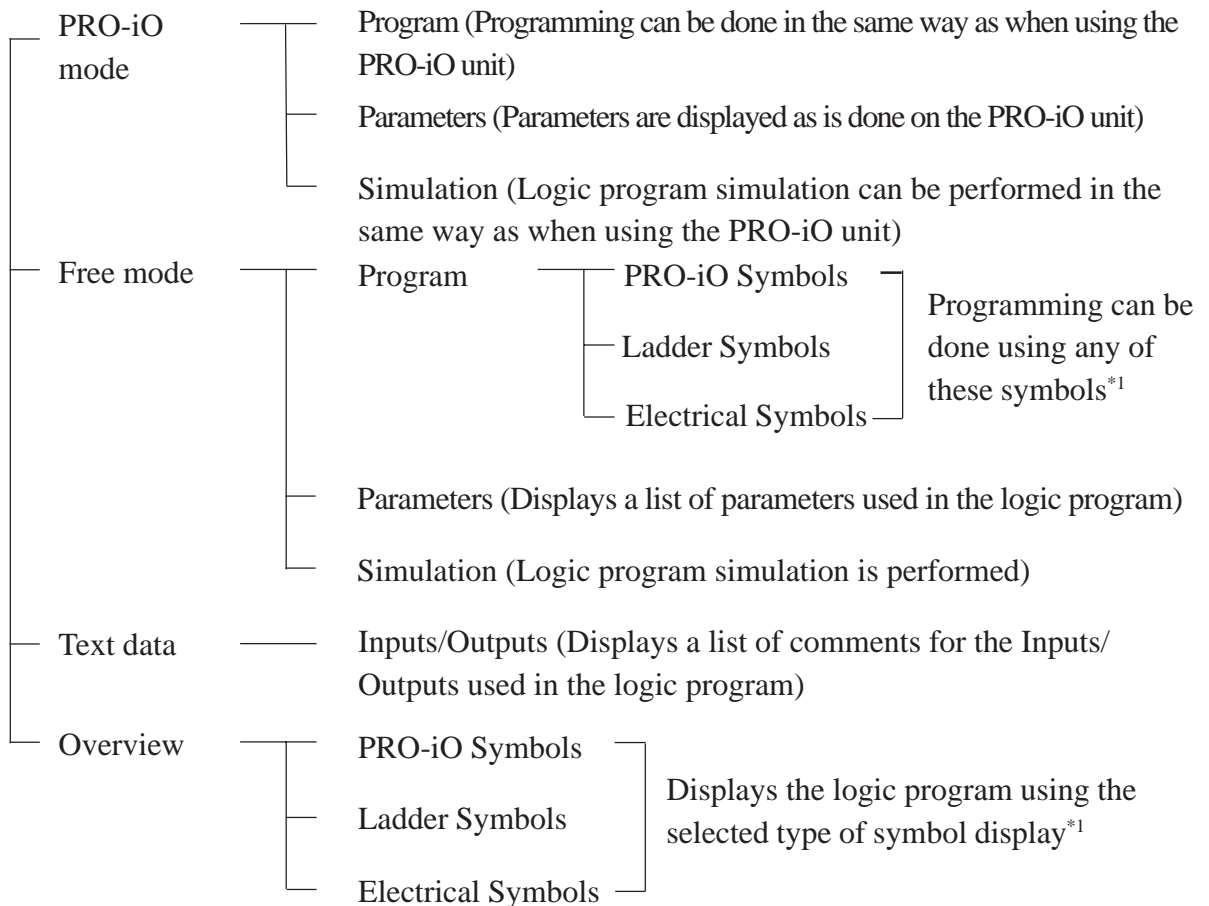 PRO-iO mode
Program (Programming can be done in the same way as when using the
PRO-iO unit)
Parameters (Parameters are displayed as is done on the PRO-iO unit)
Simulation (Logic program simulation can be performed in the
same way as when using the PRO-iO unit)
Free mode
Program
PRO-iO Symbols
Ladder Symbols
Electrical Symbols
Programming can be
done using any of
these symbols*1
Parameters (Displays a list of parameters used in the logic program)
Simulation (Logic program simulation is performed)
Text data
Inputs/Outputs (Displays a list of comments for the Inputs/
Outputs used in the logic program)
Overview
PRO-iO Symbols
Ladder Symbols
Electrical Symbols
Displays the logic program using the
selected type of symbol display*1